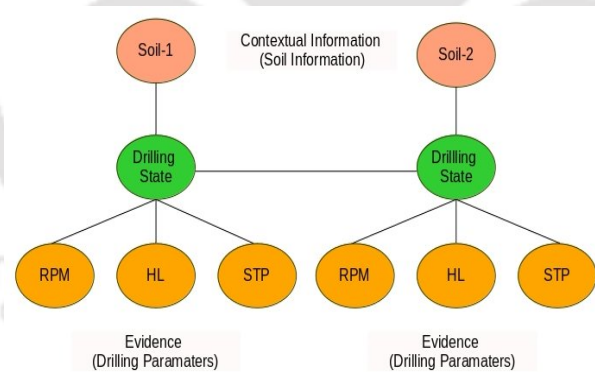 Soil-1
Contextual Information
(Soil Information)
Soil-2
Drilling
State
Drillling
State
RPM
HL
STP
RPM
HL
STP
Evidence
(Drilling Paramaters)
Evidence
(Drilling Paramaters)